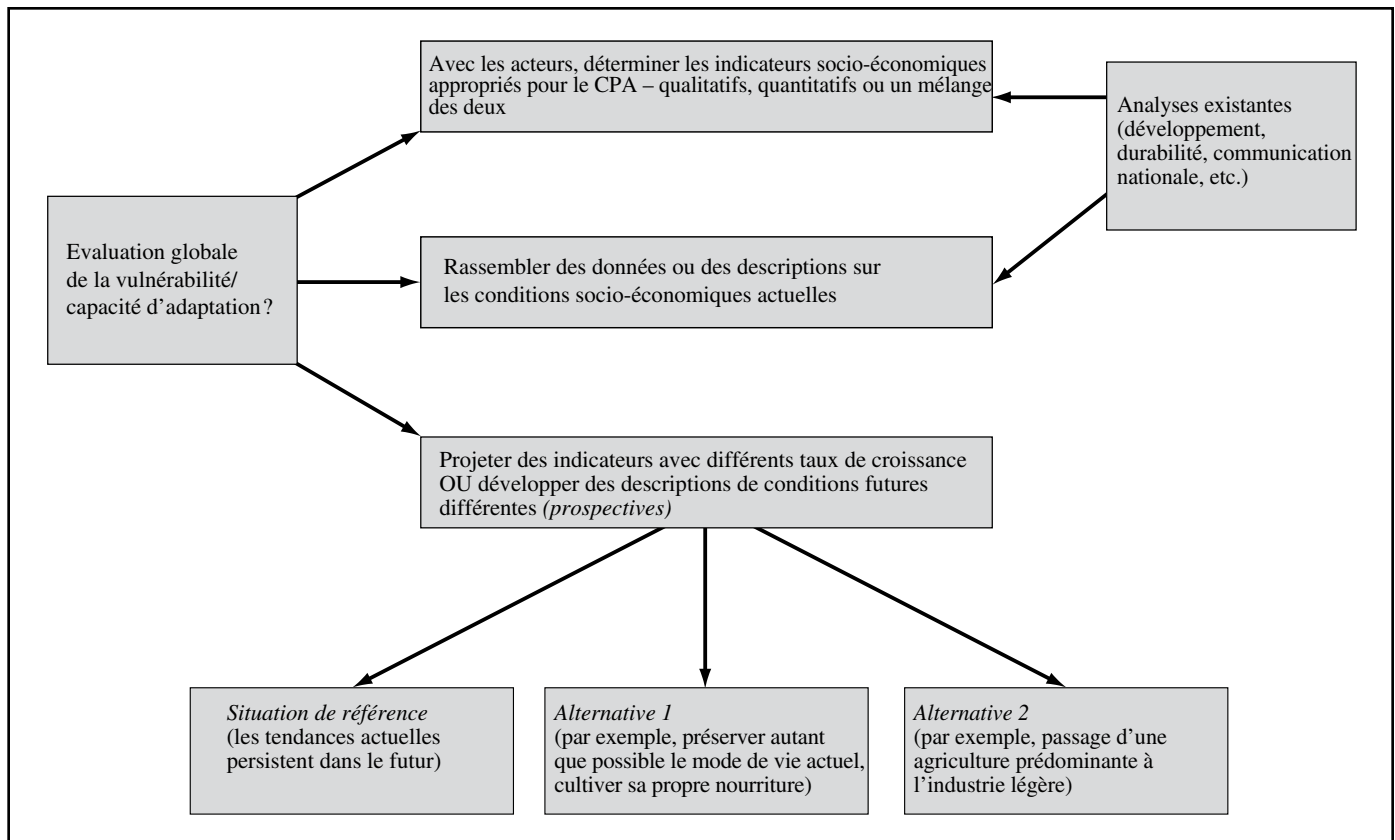 Avec les acteurs, déterminer les indicateurs socio-économiques
appropriés pour le CPA – qualitatifs, quantitatifs ou un mélange
des deux
Analyses existantes
(développement,
durabilité, communication
nationale, etc.)
Evaluation globale
de la vulnérabilité/
capacité d’adaptation ?
Rassembler des données ou des descriptions sur
les conditions socio-économiques actuelles
Projeter des indicateurs avec différents taux de croissance
OU développer des descriptions de conditions futures
différentes (prospectives)
Situation de référence
(les tendances actuelles
persistent dans le futur)
Alternative 1
(par exemple, préserver autant
que possible le mode de vie actuel,
cultiver sa propre nourriture)
Alternative 2
(par exemple, passage d’une
agriculture prédominante à
l’industrie légère)